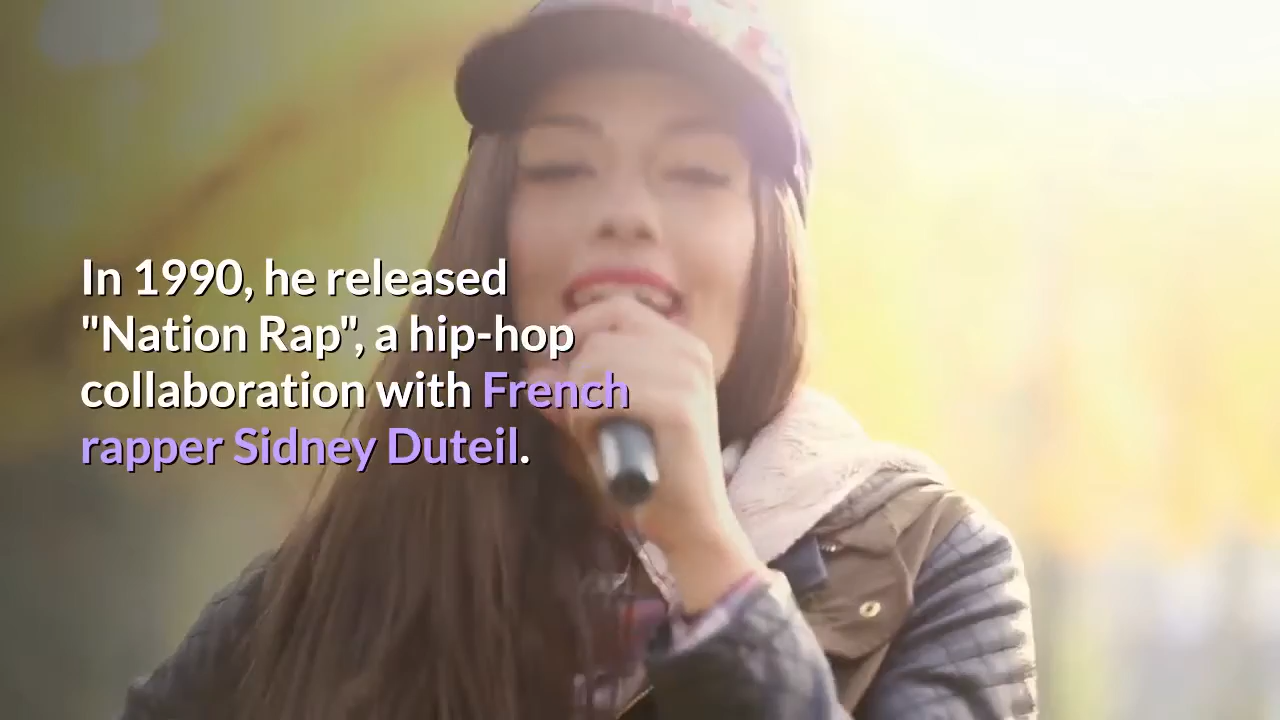 In 1990, he released
"Nation Rap", a hip-hop
collaboration with French
rapper Sidney Duteil.